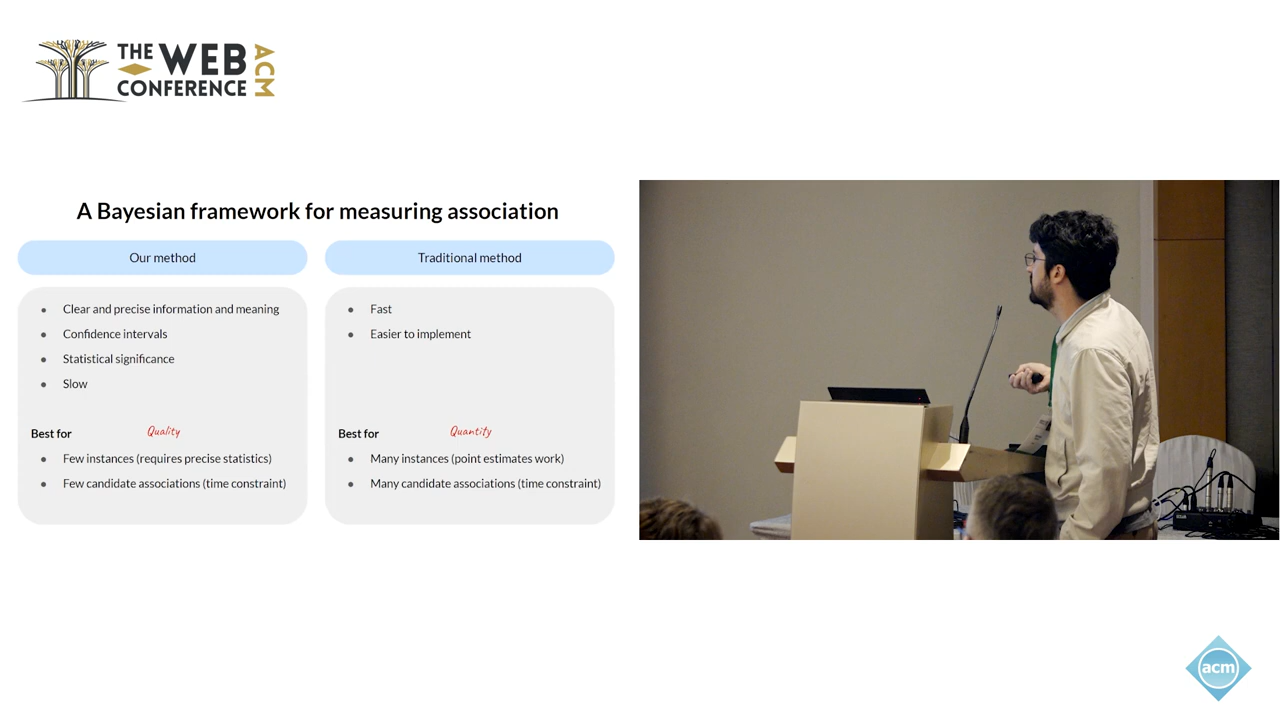 THE WEB
CONFERENCE
ACM
A Bayesian framework for measuring association
Our method
Traditional method
Clear and precise information and meaning
Confidence intervals
Statistical significance
Slow
Best for
Quality
Few instances (requires precise statistics)
Few candidate associations (time constraint)
Fast
Easier to implement
Best for
Quantity
Many instances (point estimates work)
Many candidate associations (time constraint)
acm